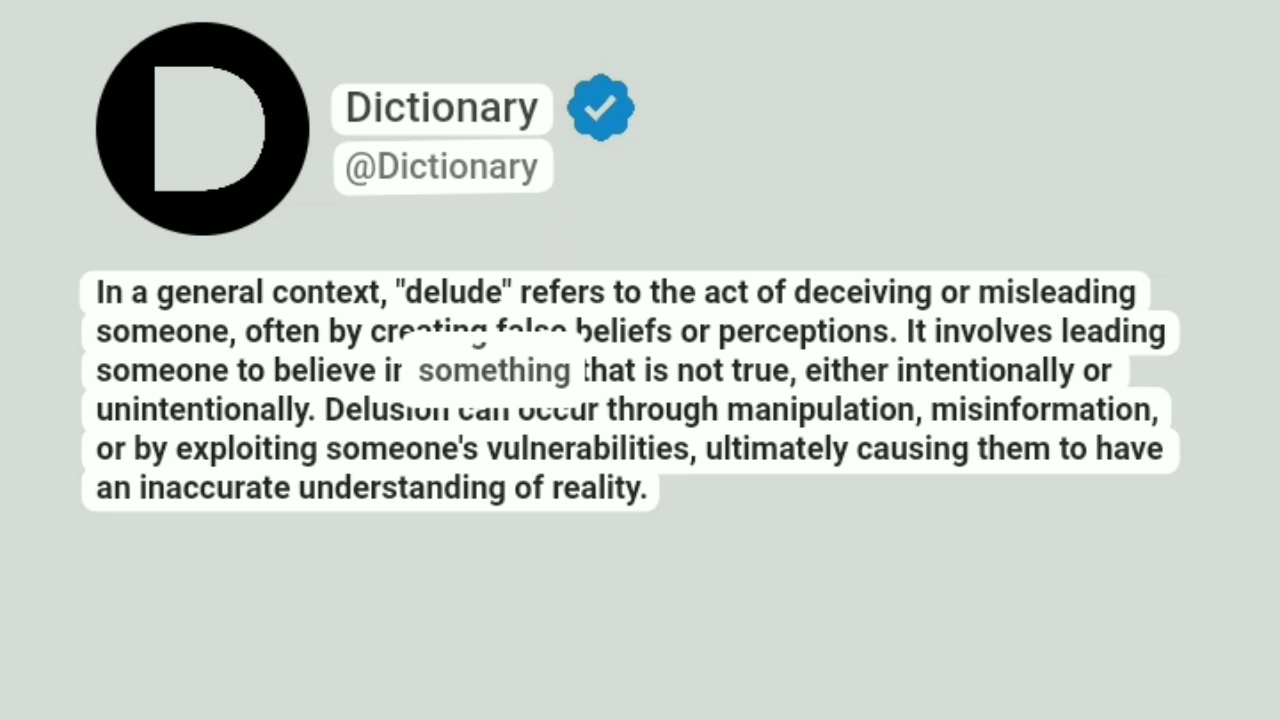 D
Dictionary
@Dictionary
In a general context, "delude" refers to the act of deceiving or misleading
someone, often by creating false beliefs or perceptions. It involves leading
someone to believe in something that is not true, either intentionally or
unintentionally. Delusion can occur through manipulation, misinformation,
or by exploiting someone's vulnerabilities, ultimately causing them to have
an inaccurate understanding of reality.